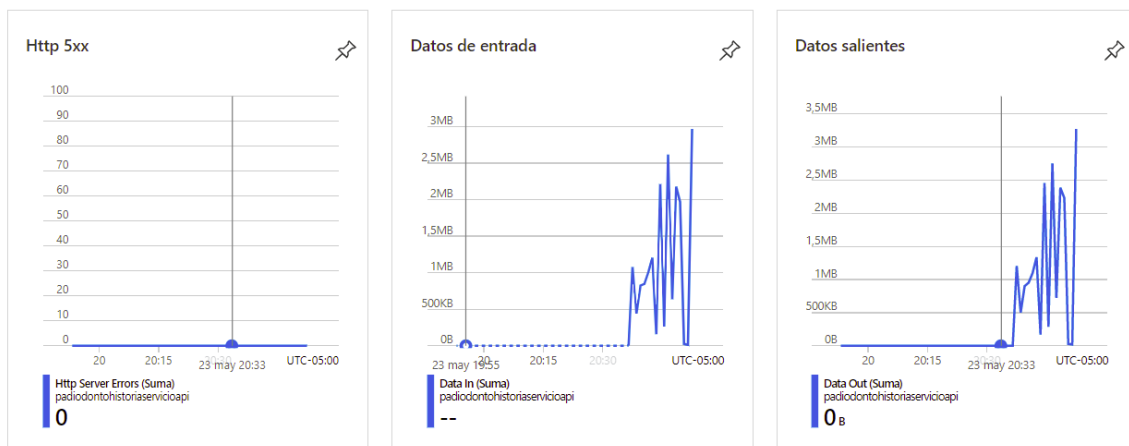 Http 5xx
100
90
80
70
60
50
40
30
20
10
0
20 20:15 20:30 UTC-05:00
23 may 20:33
Http Server Errors (Suma)
padiodontohistoriaservicioapi
0
Datos de entrada
3MB
2,5MB
2MB
1,5MB
1MB
500KB
0B
20 20:15 20:30 UTC-05:00
23 may 19:55
Data In (Suma)
padiodontohistoriaservicioapi
--
Datos salientes
3,5MB
3MB
2,5MB
2MB
1,5MB
1MB
500KB
0B
20 20:15 20:30 UTC-05:00
23 may 20:33
Data Out (Suma)
padiodontohistoriaservicioapi
0 B